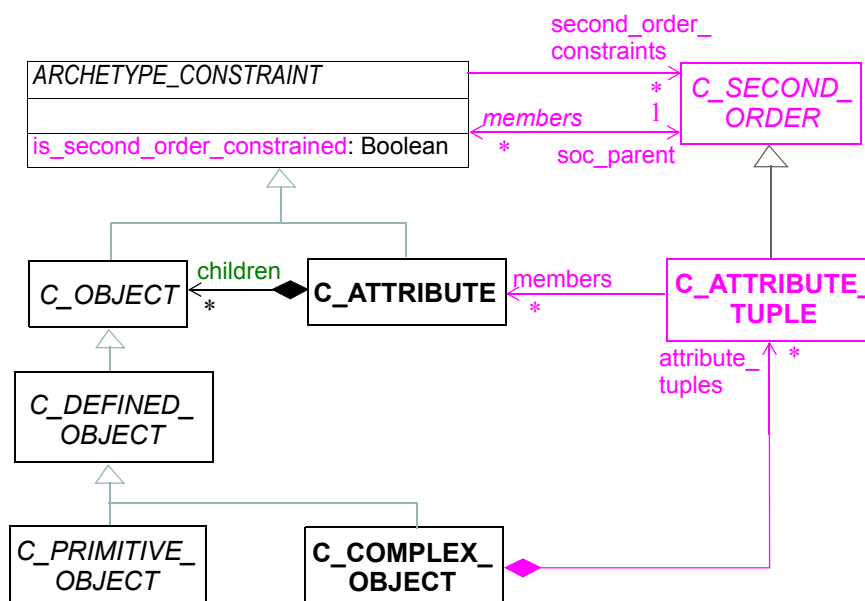 second_order_
constraints
ARCHETYPE_CONSTRAINT
*
C_SECOND_
ORDER
members
1
*
is_second_order_constrained: Boolean
soc_parent
children
*
C_OBJECT
C_ATTRIBUTE
members
*
C_ATTRIBUTE_
TUPLE
attribute_
tuples
*
C_DEFINED_
OBJECT
C_PRIMITIVE_
OBJECT
C_COMPLEX_
OBJECT